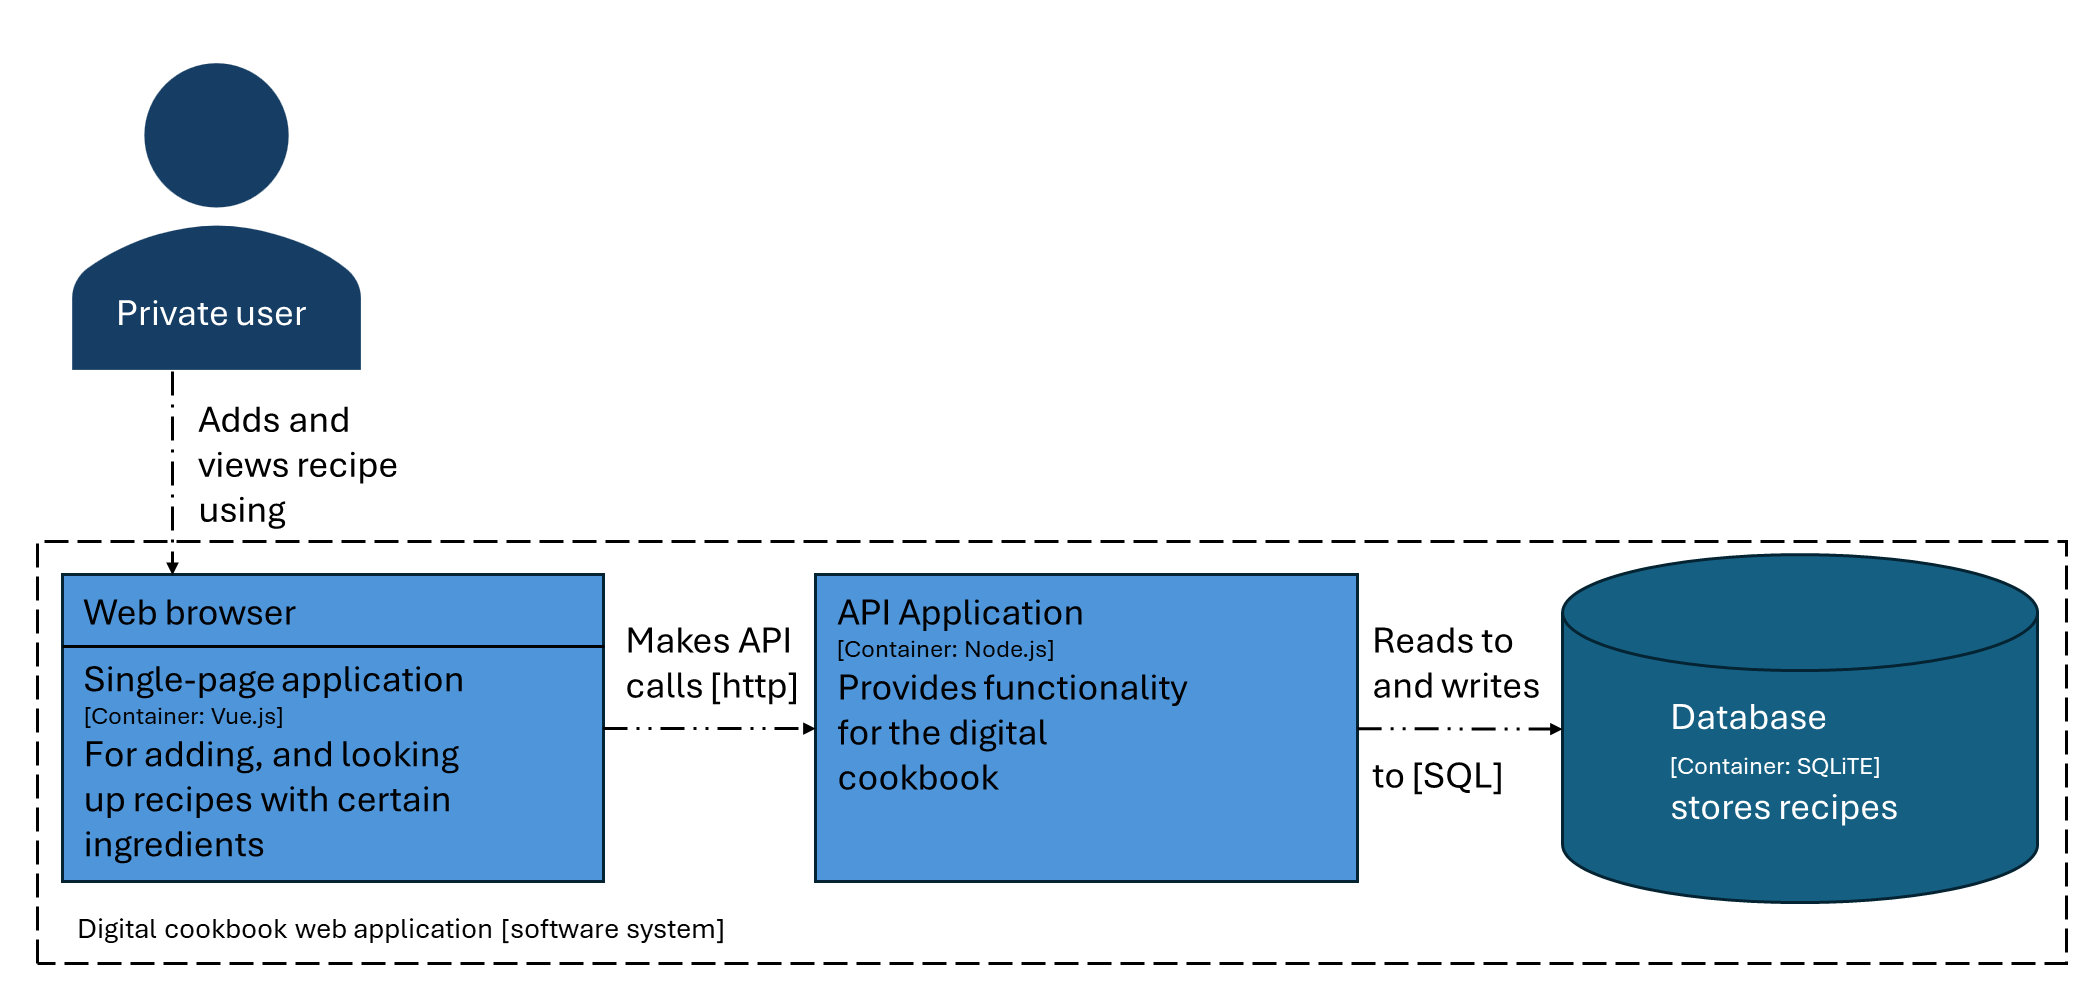 Private user
Adds and
views recipe
using
Web browser
Single-page application
[Container: Vue.js]
For adding, and looking
up recipes with certain
ingredients
Makes API
calls [http]
API Application
[Container: Node.js]
Provides functionality
for the digital
cookbook
Reads to
and writes
to [SQL]
Database
[Container: SQLiTE]
stores recipes
Digital cookbook web application [software system]